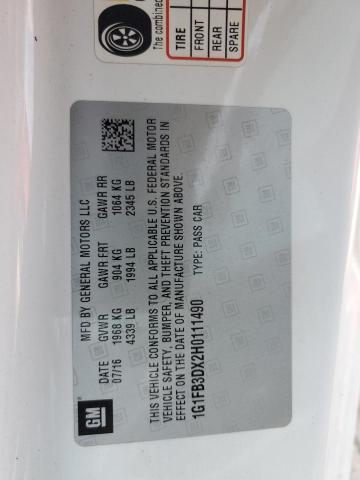 The combined
TIRE
FRONT
REAR
SPARE
MFD BY GENERAL MOTORS LLC
DATE GVWR GAWR FRT GAWR RR
07/16 1968 KG 904 KG 1064 KG
4339 LB 1994 LB 2345 LB
THIS VEHICLE CONFORMS TO ALL APPLICABLE U.S. FEDERAL MOTOR
VEHICLE SAFETY, BUMPER, AND THEFT PREVENTION STANDARDS IN
EFFECT ON THE DATE OF MANUFACTURE SHOWN ABOVE.
1G1FB3DX2H0111490 TYPE: PASS CAR
GM